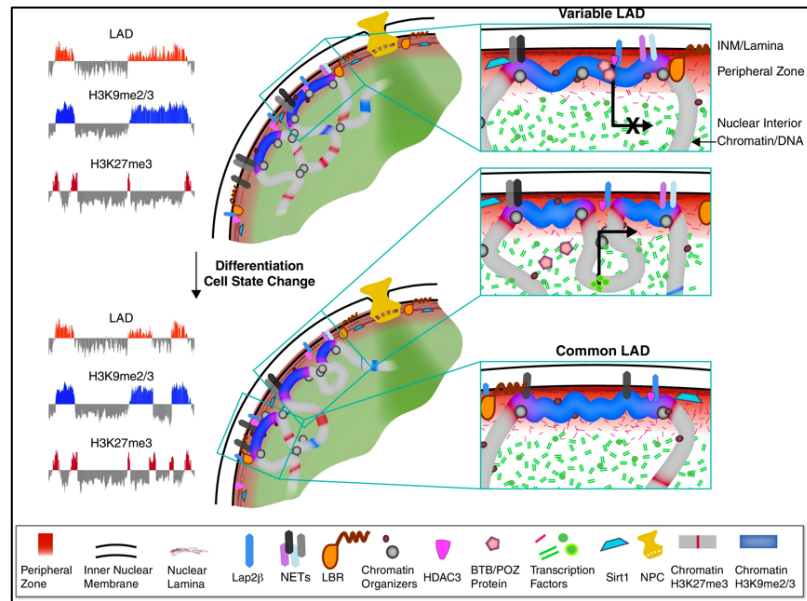 LAD
H3K9me2/3
H3K27me3
Differentiation
Cell State Change
LAD
H3K9me2/3
H3K27me3
Variable LAD
INM/Lamina
Peripheral Zone
Nuclear Interior
Chromatin/DNA
X
Common LAD
Peripheral
Zone
Inner Nuclear
Membrane
Nuclear
Lamina
Lap2β
NETs
LBR
Chromatin
Organizers
HDAC3
BTB/POZ
Protein
Transcription
Factors
Sirt1
NPC
Chromatin
H3K27me3
Chromatin
H3K9me2/3